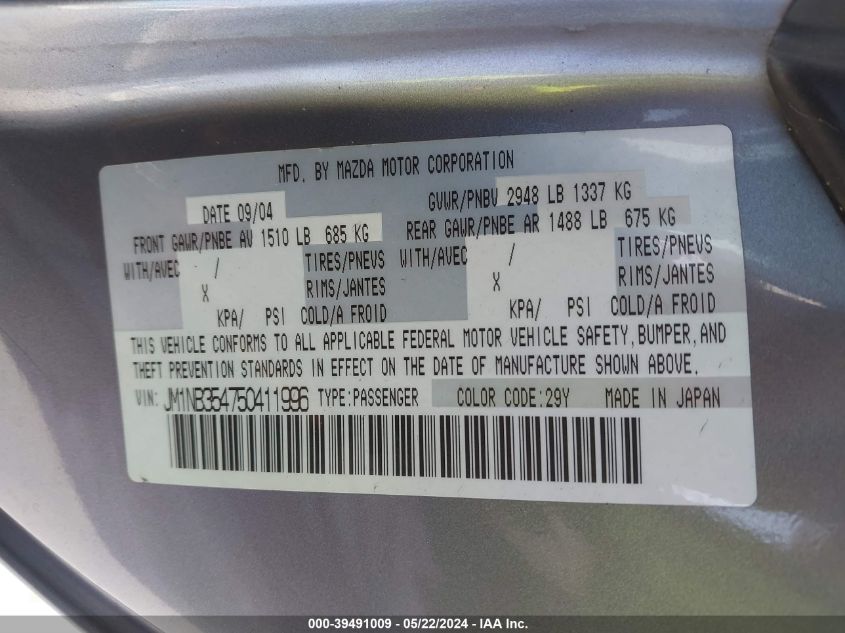 MFD. BY MAZDA MOTOR CORPORATION
DATE 09/04 GVWR/PNBV 2948 LB 1337 KG
FRONT GAWR/PNBE AV 1510 LB 685 KG REAR GAWR/PNBE AR 1488 LB 675 KG
WITH/AVEC / TIRES/PNEUS WITH/AVEC / TIRES/PNEUS
X RIMS/JANTES X RIMS/JANTES
KPA/ PSI COLD/A FROID KPA/ PSI COLD/A FROID
THIS VEHICLE CONFORMS TO ALL APPLICABLE FEDERAL MOTOR VEHICLE SAFETY, BUMPER, AND
THEFT PREVENTION STANDARDS IN EFFECT ON THE DATE OF MANUFACTURE SHOWN ABOVE.
VIN: JM1NB354750411996 TYPE:PASSENGER COLOR CODE:29Y MADE IN JAPAN
000-39491009 - 05/22/2024 - IAA Inc.